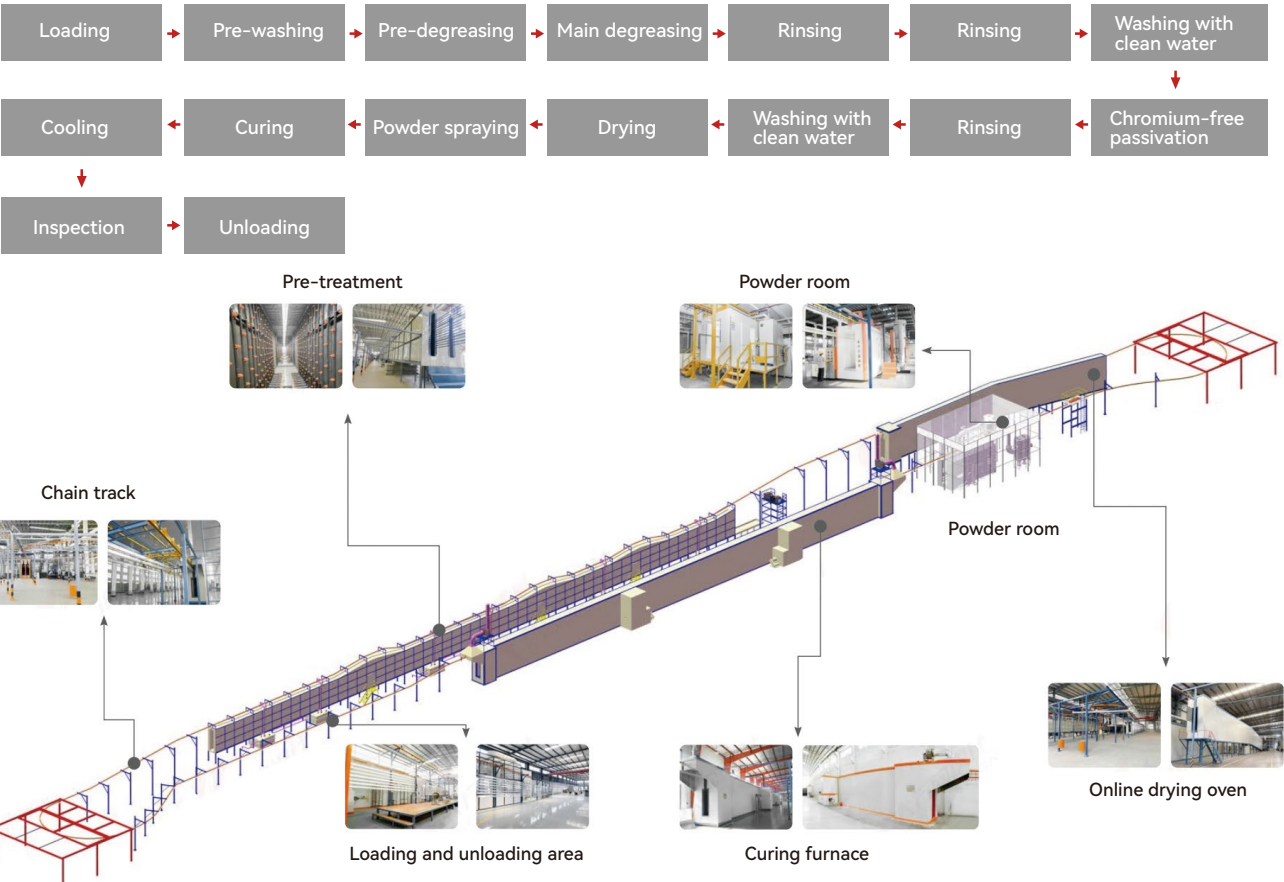 Loading
Pre-washing
Pre-degreasing
Main degreasing
Rinsing
Rinsing
Washing with
clean water
Cooling
Curing
Powder spraying
Drying
Washing with
clean water
Rinsing
Chromium-free
passivation
Inspection
Unloading
Pre-treatment
Powder room
Chain track
Powder room
Online drying oven
Loading and unloading area
Curing furnace